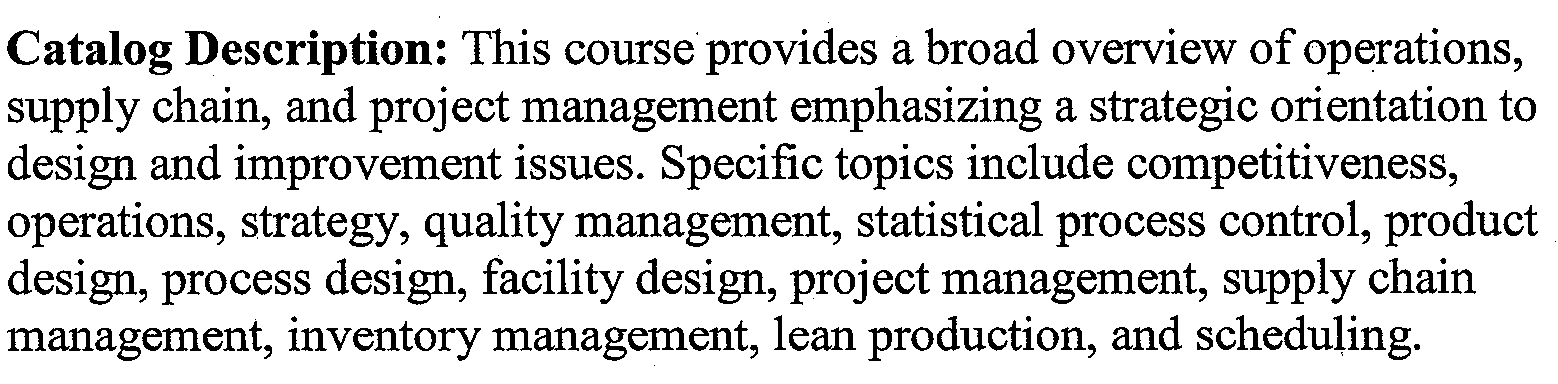 Catalog Description: This course provides a broad overview of operations,
supply chain, and project management emphasizing a strategic orientation to
design and improvement issues. Specific topics include competitiveness,
operations, strategy, quality management, statistical process control, product
design, process design, facility design, project management, supply chain
management, inventory management, lean production, and scheduling.